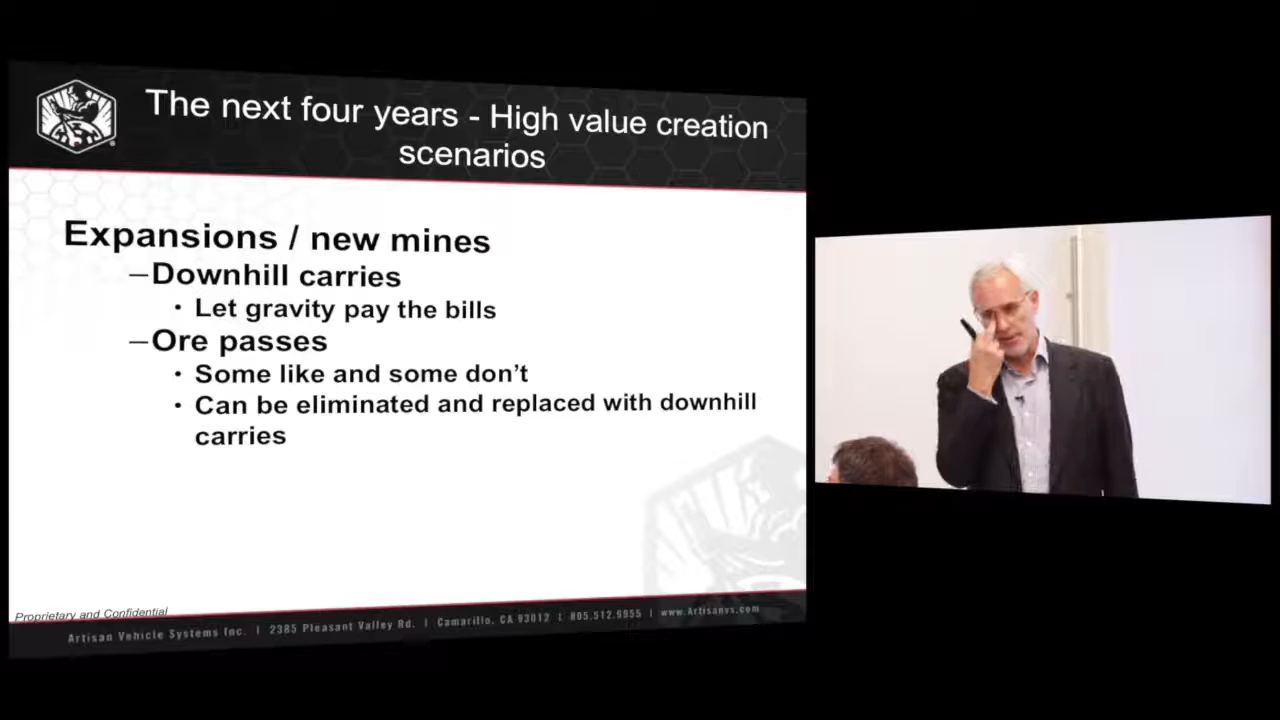 The next four years - High value creation
scenarios
Expansions / new mines
–Downhill carries
• Let gravity pay the bills
–Ore passes
• Some like and some don't
• Can be eliminated and replaced with downhill
carries
Proprietary and Confidential
Artisan Vehicle Systems Inc. | 2385 Pleasant Valley Rd. | Camarillo, CA 93012 | 805.512.9955 | www.Artisanvs.com